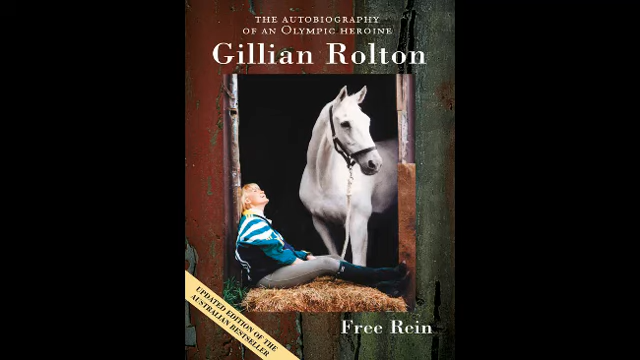 THE AUTOBIOGRAPHY
OF AN OLYMPIC HEROINE
Gillian Rolton
UPDATED EDITION OF THE
AUSTRALIAN BESTSELLER
Free Rein